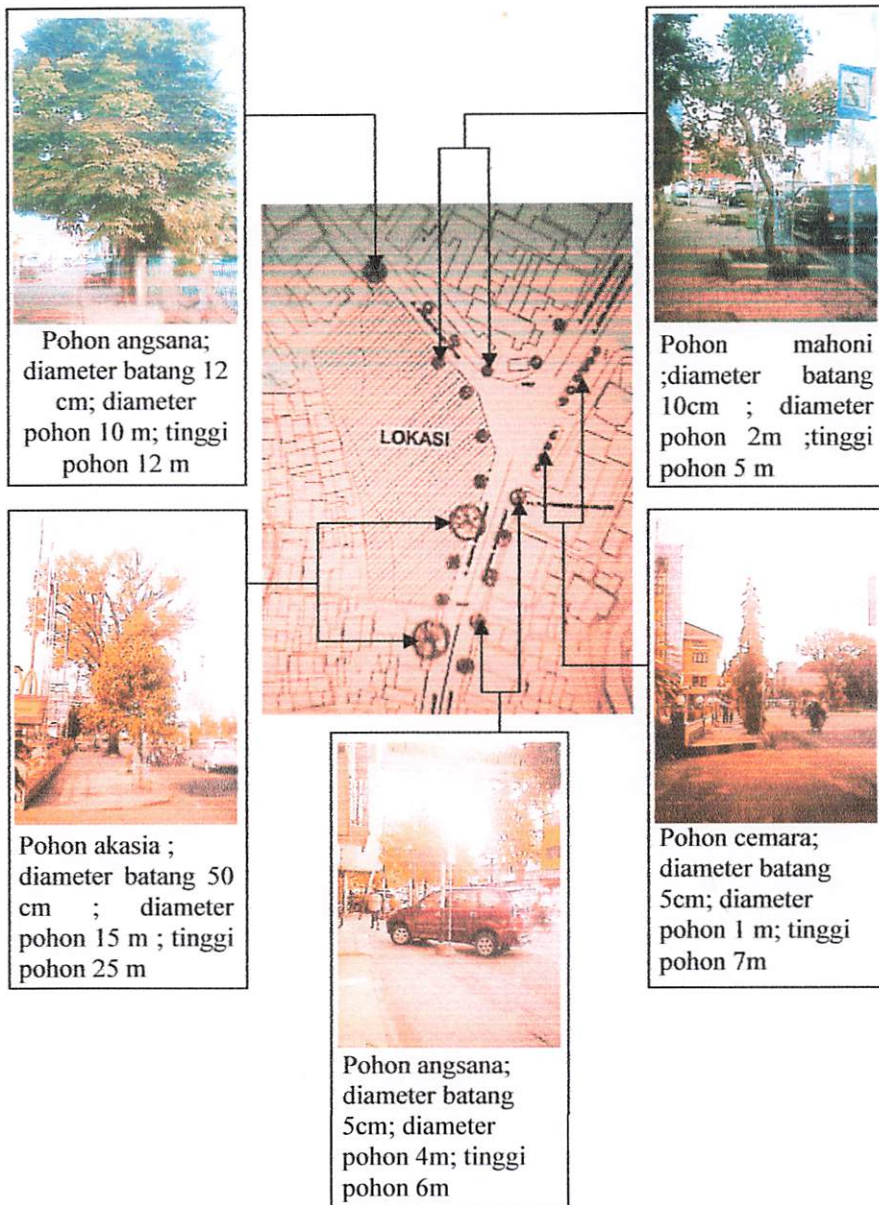 Pohon angsana;
diameter batang 12
cm; diameter
pohon 10 m; tinggi
pohon 12 m
Pohon mahoni
;diameter batang
10cm ; diameter
pohon 2m ;tinggi
pohon 5 m
LOKASI
Pohon akasia ;
diameter batang 50
cm ; diameter
pohon 15 m ; tinggi
pohon 25 m
Pohon cemara;
diameter batang
5cm; diameter
pohon 1 m; tinggi
pohon 7m
Pohon angsana;
diameter batang
5cm; diameter
pohon 4m; tinggi
pohon 6m